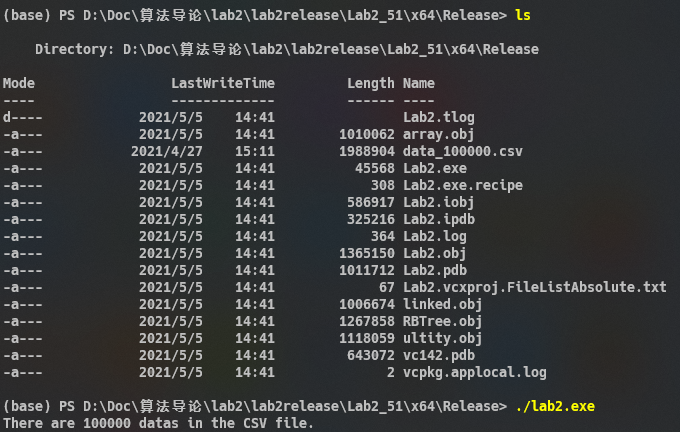 (base) PS D:\Doc\算法导论\lab2\lab2release\Lab2_51\x64\Release> ls
Directory: D:\Doc\算法导论\lab2\lab2release\Lab2_51\x64\Release
Mode LastWriteTime Length Name
---- ------------- ------ ----
d---- 2021/5/5 14:41 Lab2.tlog
-a--- 2021/5/5 14:41 1010062 array.obj
-a--- 2021/4/27 15:11 1988904 data_100000.csv
-a--- 2021/5/5 14:41 45568 Lab2.exe
-a--- 2021/5/5 14:41 308 Lab2.exe.recipe
-a--- 2021/5/5 14:41 586917 Lab2.iobj
-a--- 2021/5/5 14:41 325216 Lab2.ipdb
-a--- 2021/5/5 14:41 364 Lab2.log
-a--- 2021/5/5 14:41 1365150 Lab2.obj
-a--- 2021/5/5 14:41 1011712 Lab2.pdb
-a--- 2021/5/5 14:41 67 Lab2.vcxproj.FileListAbsolute.txt
-a--- 2021/5/5 14:41 1006674 linked.obj
-a--- 2021/5/5 14:41 1267858 RBTree.obj
-a--- 2021/5/5 14:41 1118059 ultity.obj
-a--- 2021/5/5 14:41 643072 vc142.pdb
-a--- 2021/5/5 14:41 2 vcpkg.applocal.log
(base) PS D:\Doc\算法导论\lab2\lab2release\Lab2_51\x64\Release> ./lab2.exe
There are 100000 datas in the CSV file.